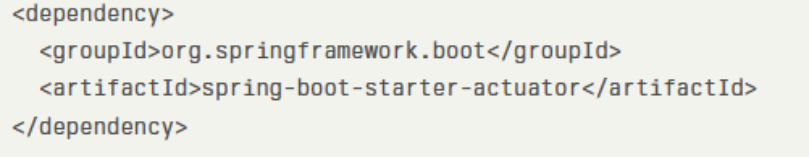 <dependency>
  <groupId>org.springframework.boot</groupId>
  <artifactId>spring-boot-starter-actuator</artifactId>
</dependency>